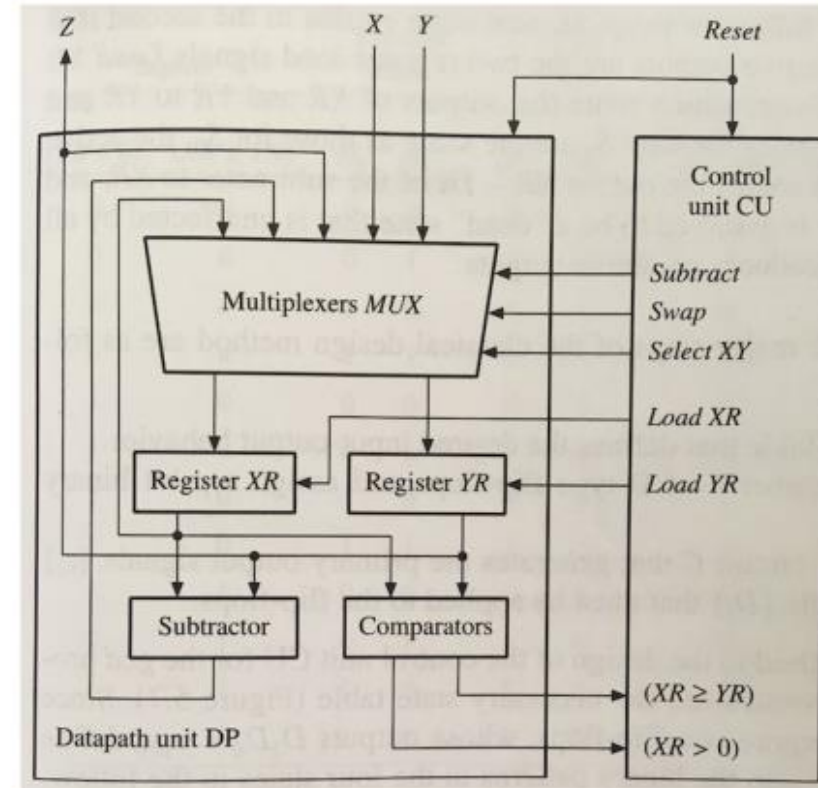 Z
X
Y
Reset
Control
unit CU
Multiplexers MUX
Subtract
Swap
Select XY
Load XR
Register XR
Register YR
Load YR
Subtractor
Comparators
(XR ≥ YR)
Datapath unit DP
(XR > 0)